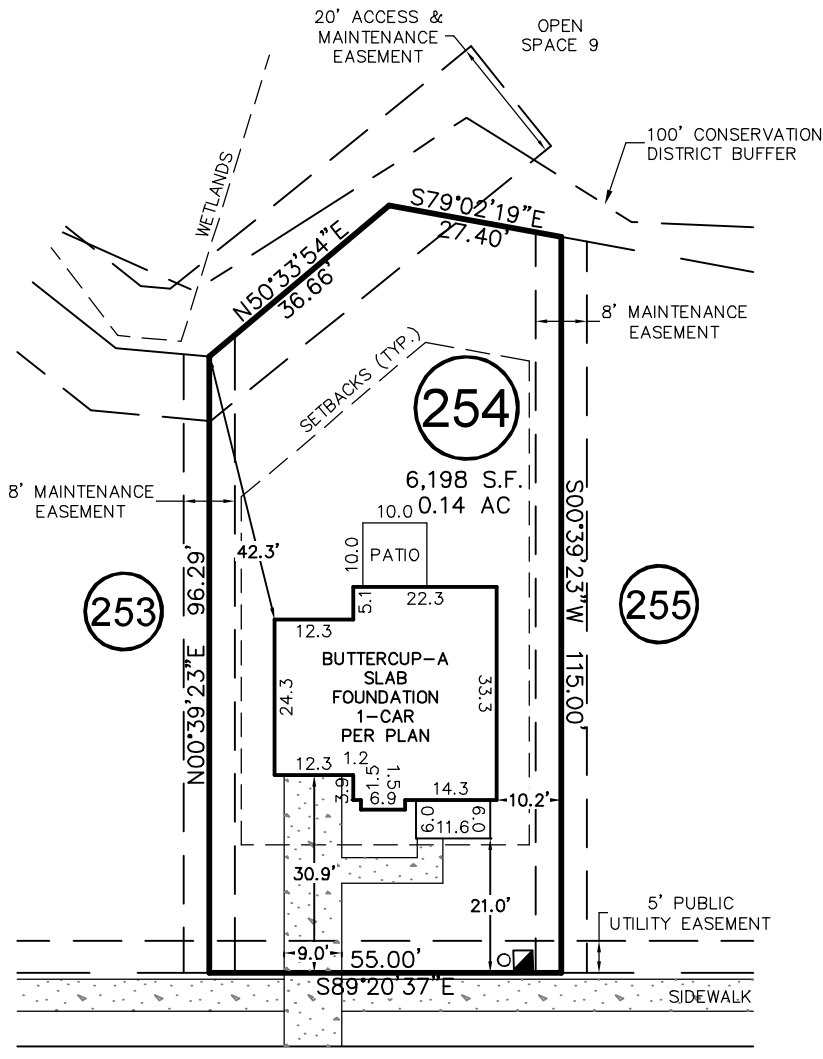 20' ACCESS &
MAINTENANCE
EASEMENT
OPEN
SPACE 9
100' CONSERVATION
DISTRICT BUFFER
WETLANDS
S79°02'19"E
27.40'
N50°33'54"E
36.66'
8' MAINTENANCE
EASEMENT
SETBACKS (TYP.)
254
6,198 S.F.
0.14 AC
8' MAINTENANCE
EASEMENT
10.0
10.0
PATIO
42.3'
N00°39'23"E 96.29'
S00°39'23"W 115.00'
253
255
5.1
22.3
12.3
BUTTERCUP-A
SLAB
FOUNDATION
1-CAR
PER PLAN
24.3
33.3
12.3
1.2
3.9
1.5
1.5
6.9
14.3
10.2'
6.0
11.6
6.0
30.9'
21.0'
5' PUBLIC
UTILITY EASEMENT
9.0'
55.00'
S89°20'37"E
SIDEWALK